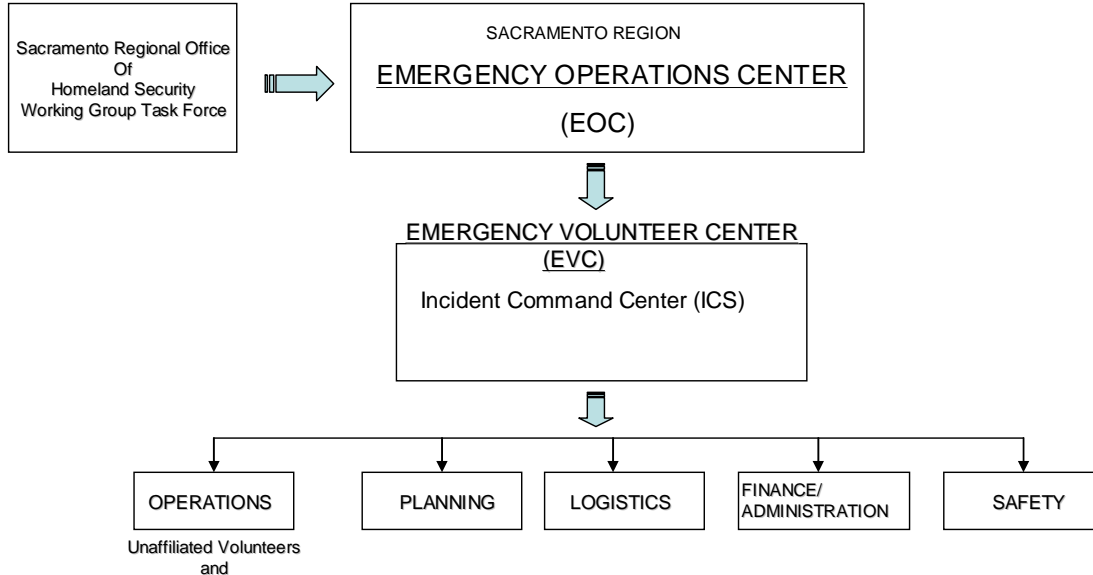 Sacramento Regional Office
Of
Homeland Security
Working Group Task Force
SACRAMENTO REGION
EMERGENCY OPERATIONS CENTER
(EOC)
EMERGENCY VOLUNTEER CENTER
(EVC)
Incident Command Center (ICS)
OPERATIONS
Unaffiliated Volunteers
and
PLANNING
LOGISTICS
FINANCE/
ADMINISTRATION
SAFETY